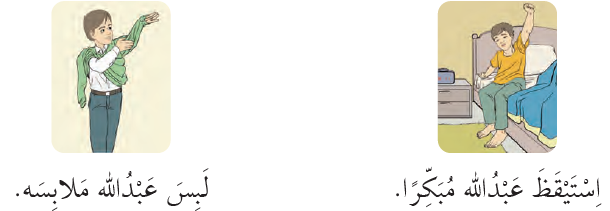 اِسْتَيْقَظَ عَبْدُالله مُبَكِّرًا.
لَبِسَ عَبْدُالله مَلابِسَه.